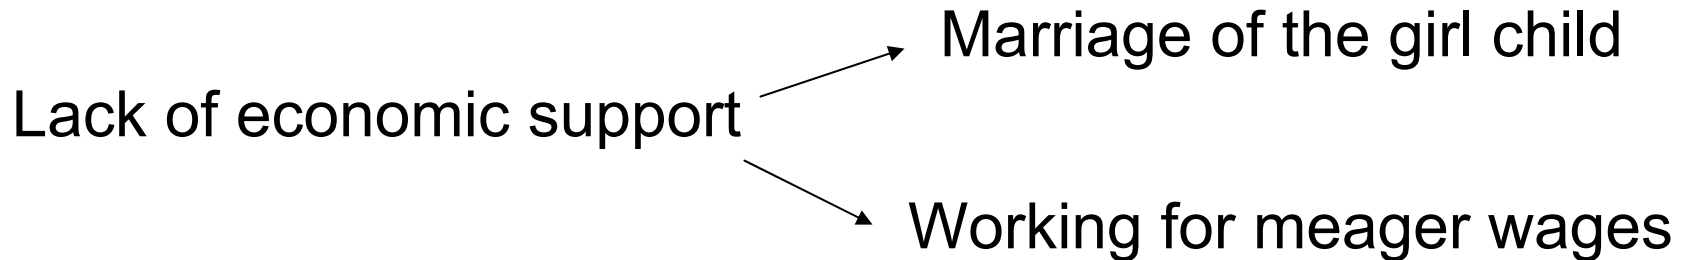 Marriage of the girl child
Lack of economic support
Working for meager wages